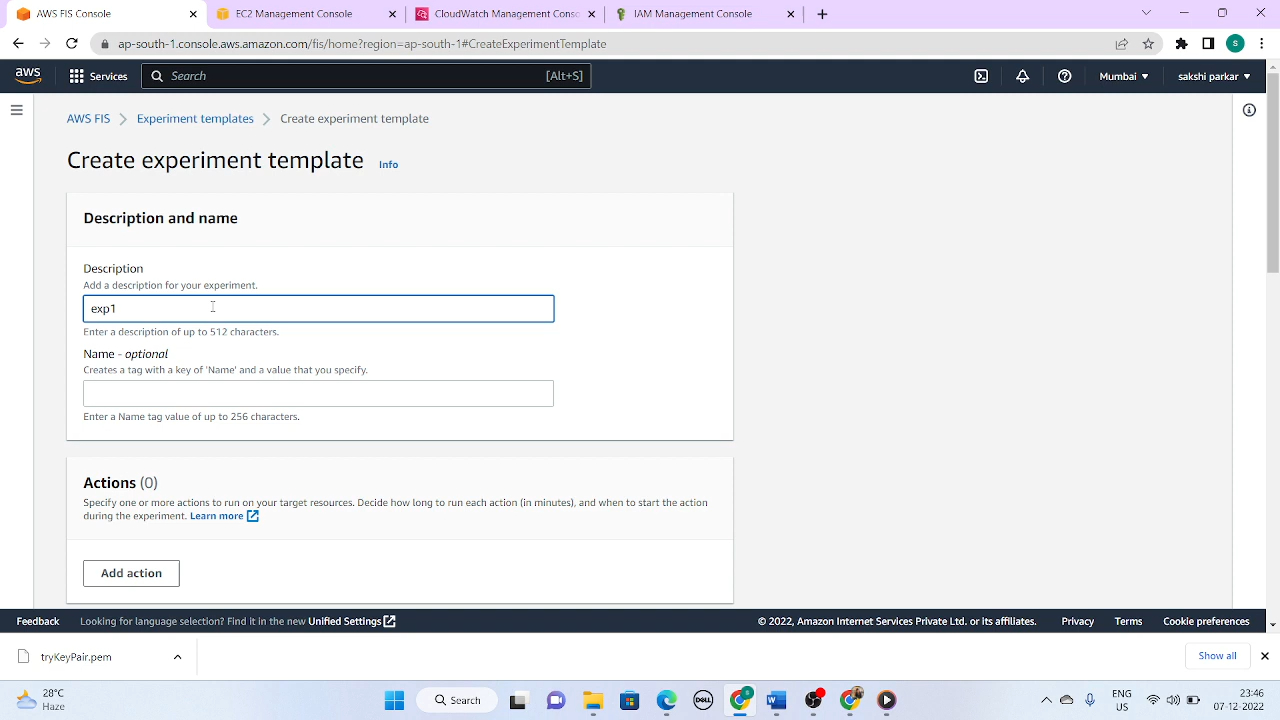 AWS FIS Console
EC2 Management Console
CloudWatch Management Conso
IAM Management Console
ap-south-1.console.aws.amazon.com/fis/home?region=ap-south-1#CreateExperimentTemplate
S
aws
Services
Search
[Alt+S]
Mumbai
sakshi parkar
AWS FIS
Experiment templates
Create experiment template
Create experiment template
Info
Description and name
Description
Add a description for your experiment.
exp1
Enter a description of up to 512 characters.
Name - optional
Creates a tag with a key of 'Name' and a value that you specify.
Enter a Name tag value of up to 256 characters.
Actions (0)
Specify one or more actions to run on your target resources. Decide how long to run each action (in minutes), and when to start the action
during the experiment. Learn more
Add action
Feedback
Looking for language selection? Find it in the new Unified Settings
© 2022, Amazon Internet Services Private Ltd. or its affiliates.
Privacy
Terms
Cookie preferences
tryKeyPair.pem
Show all
28°C
Haze
Search
DELL
ENG
US
23:46
07-12-2022